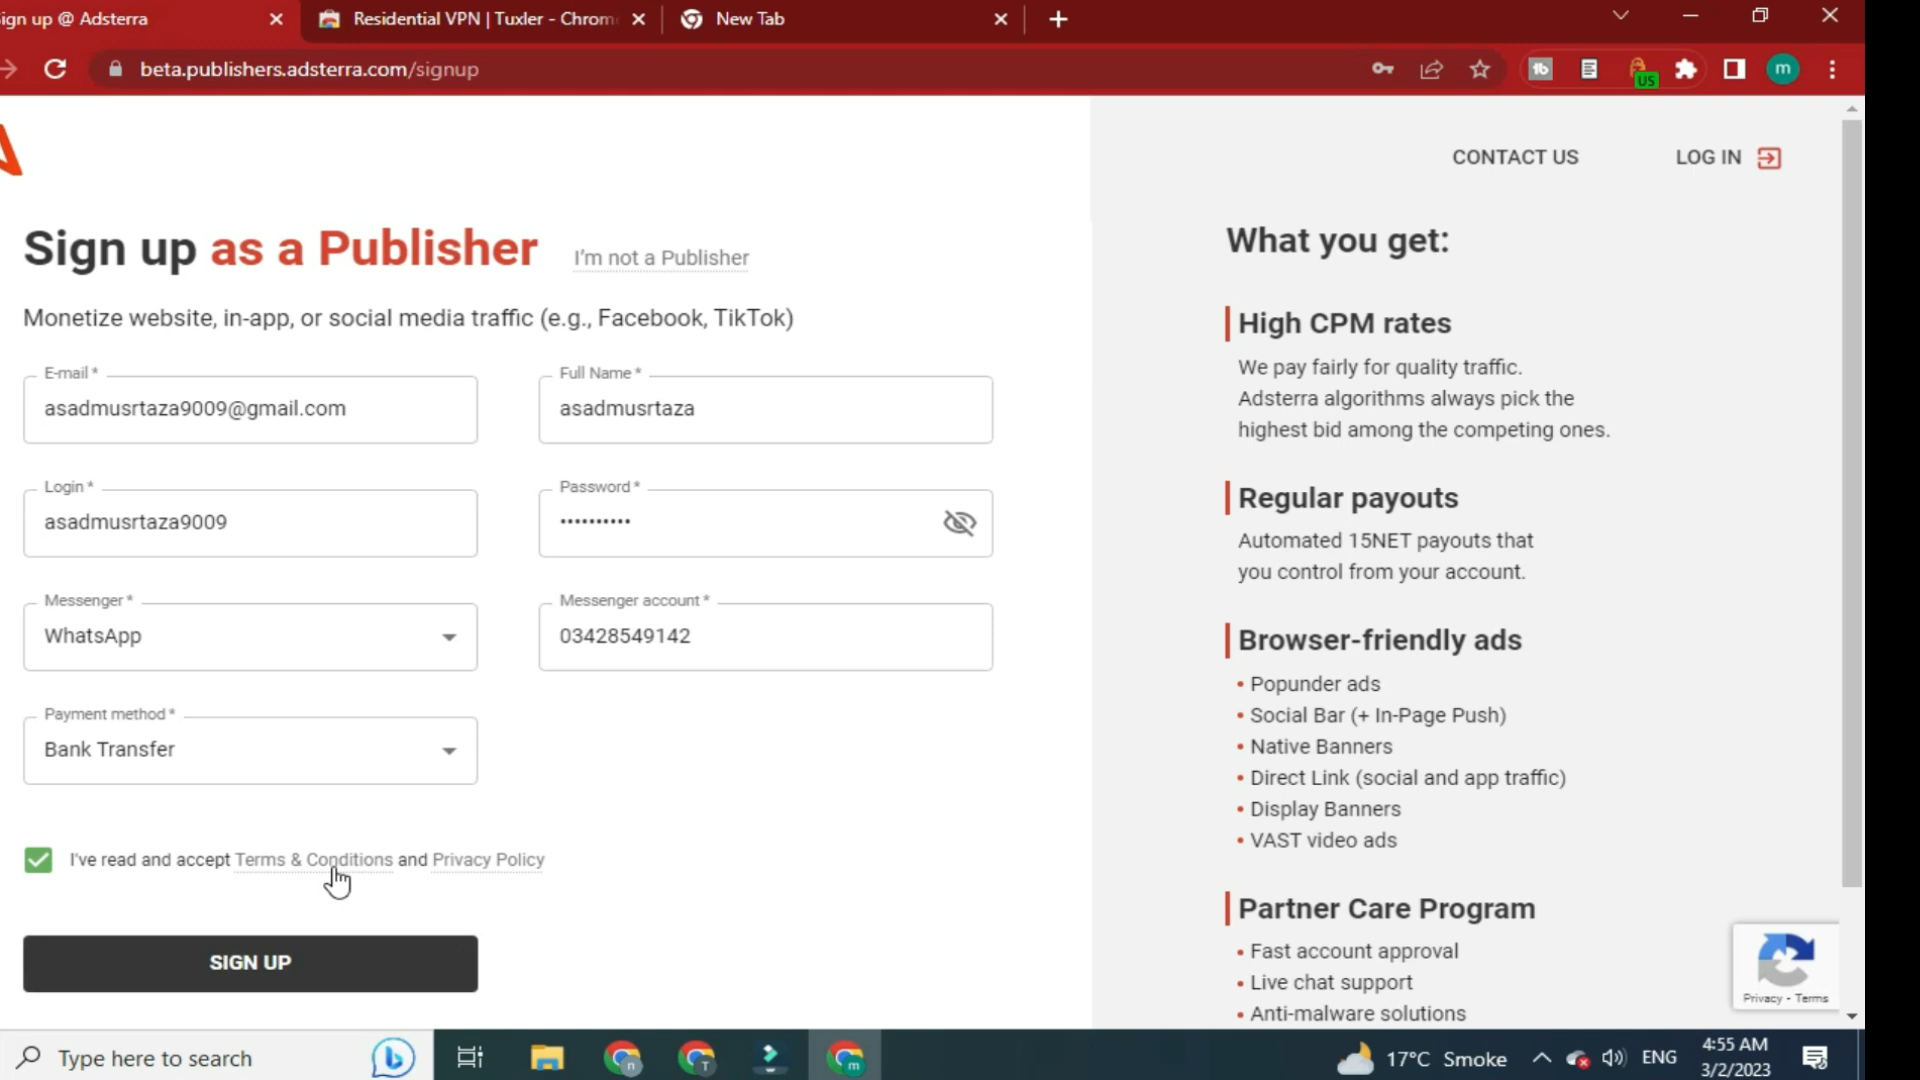 ign up @ Adsterra
Residential VPN | Tuxler - Chrom
New Tab
beta.publishers.adsterra.com/signup
US
m
CONTACT US
LOG IN
Sign up as a Publisher
I'm not a Publisher
Monetize website, in-app, or social media traffic (e.g., Facebook, TikTok)
E-mail *
asadmusrtaza9009@gmail.com
Full Name *
asadmusrtaza
Login *
asadmusrtaza9009
Password *
••••••••••
Messenger *
WhatsApp
Messenger account *
03428549142
Payment method *
Bank Transfer
I've read and accept Terms & Conditions and Privacy Policy
SIGN UP
What you get:
High CPM rates
We pay fairly for quality traffic.
Adsterra algorithms always pick the
highest bid among the competing ones.
Regular payouts
Automated 15NET payouts that
you control from your account.
Browser-friendly ads
• Popunder ads
• Social Bar (+ In-Page Push)
• Native Banners
• Direct Link (social and app traffic)
• Display Banners
• VAST video ads
Partner Care Program
• Fast account approval
• Live chat support
• Anti-malware solutions
Privacy - Terms
Type here to search
n
T
m
17°C Smoke
ENG
4:55 AM
3/2/2023